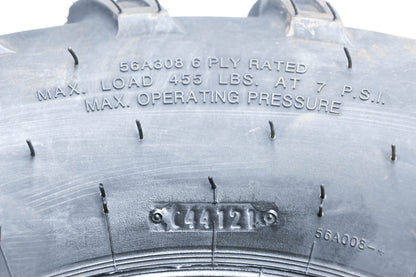 56A308 6 PLY RATED
MAX. LOAD 455 LBS. AT 7 P.S.I.
MAX. OPERATING PRESSURE
44121
56A008-4